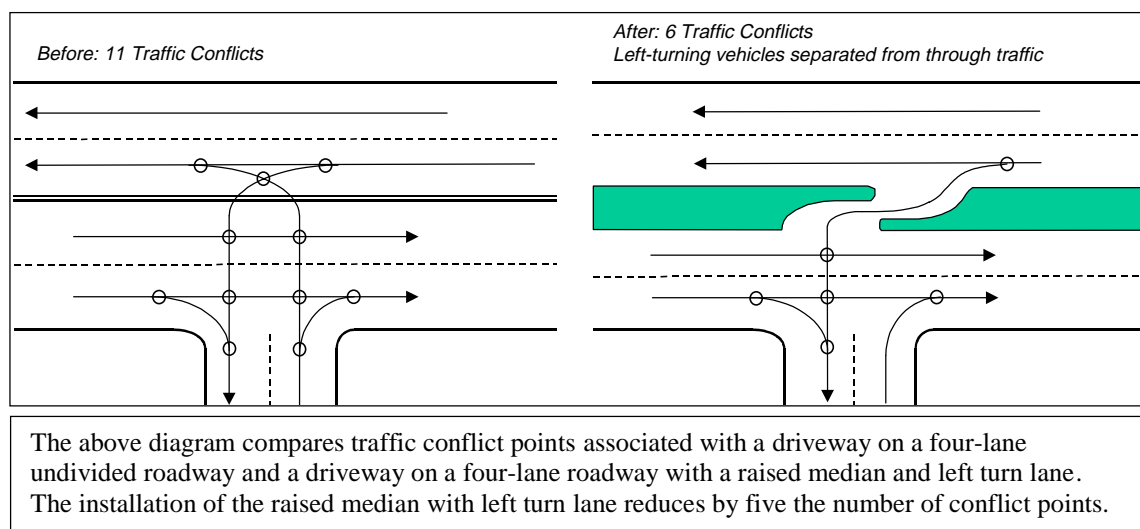 Before: 11 Traffic Conflicts
After: 6 Traffic Conflicts
Left-turning vehicles separated from through traffic
The above diagram compares traffic conflict points associated with a driveway on a four-lane
undivided roadway and a driveway on a four-lane roadway with a raised median and left turn lane.
The installation of the raised median with left turn lane reduces by five the number of conflict points.